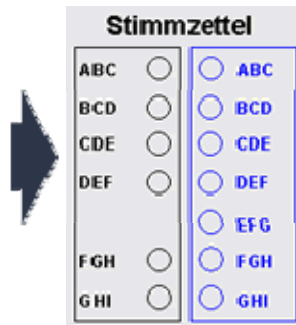 Stimmzettel
ABC ABC
BCD BCD
CDE CDE
DEF DEF
EFG
FGH FGH
GHI GHI